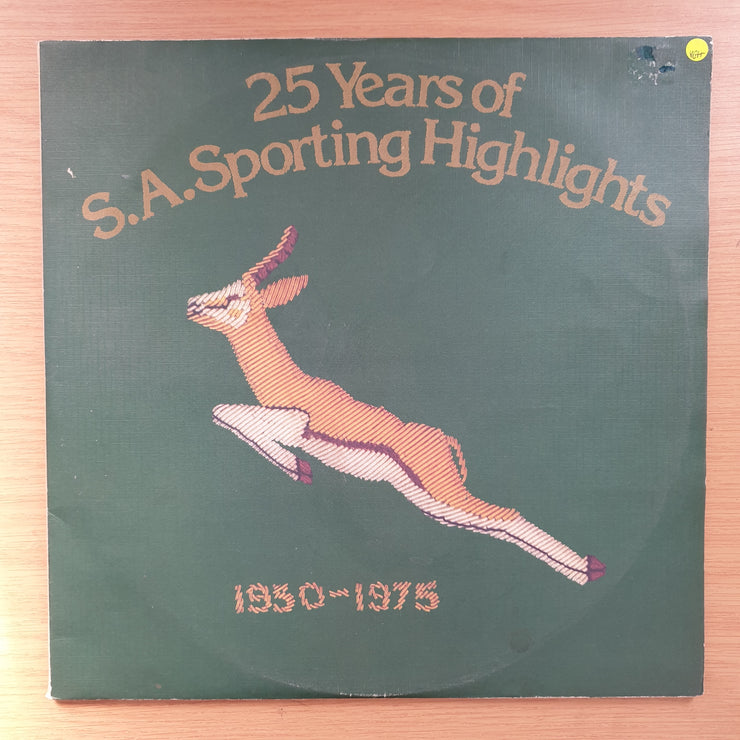 25 Years of
S.A. Sporting Highlights
1950-1975